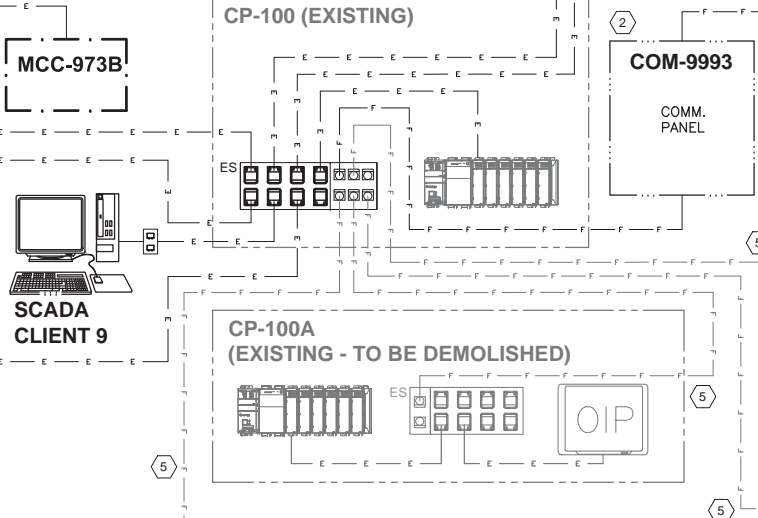 CP-100 (EXISTING)
2
MCC-973B
COM-9993
COMM.
PANEL
ES
SCADA
CLIENT 9
CP-100A
(EXISTING - TO BE DEMOLISHED)
ES
OIP
5
5
5